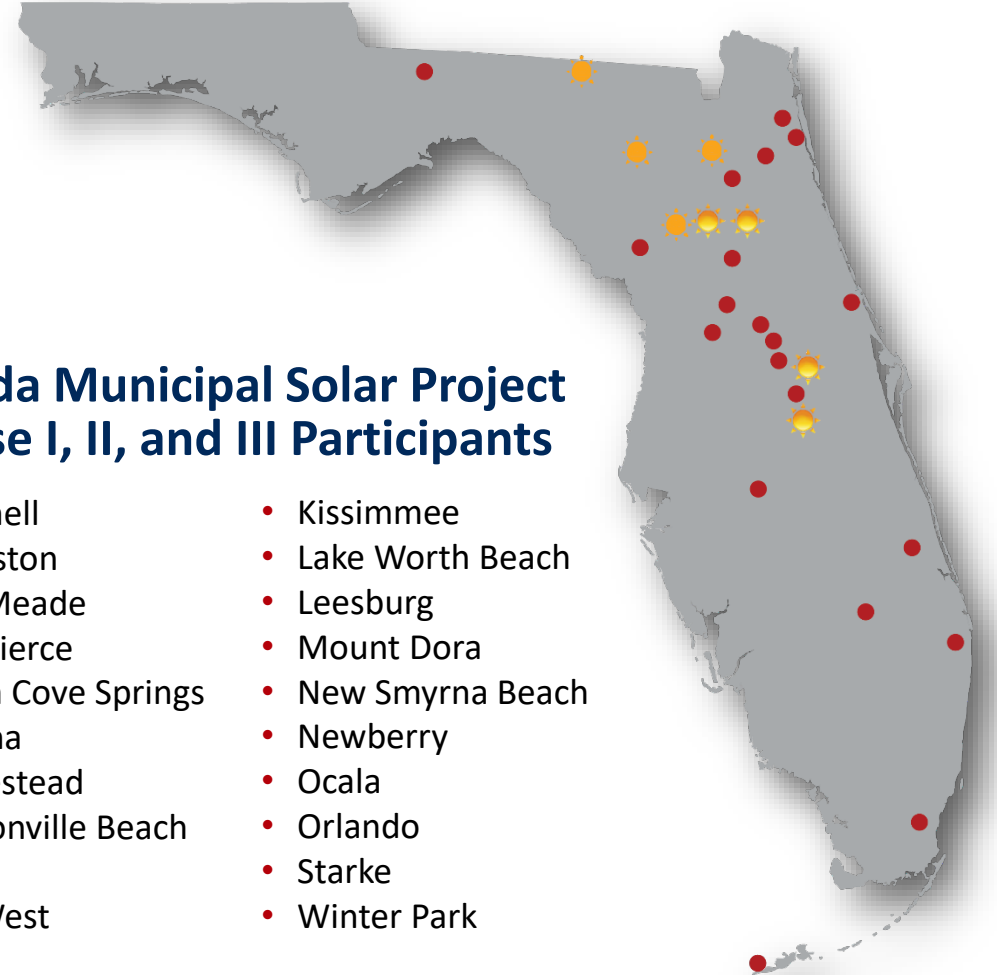 da Municipal Solar Project
se I, II, and III Participants
nell
ston
Meade
ierce
n Cove Springs
na
stead
onville Beach
Vest
• Kissimmee
• Lake Worth Beach
• Leesburg
• Mount Dora
• New Smyrna Beach
• Newberry
• Ocala
• Orlando
• Starke
• Winter Park